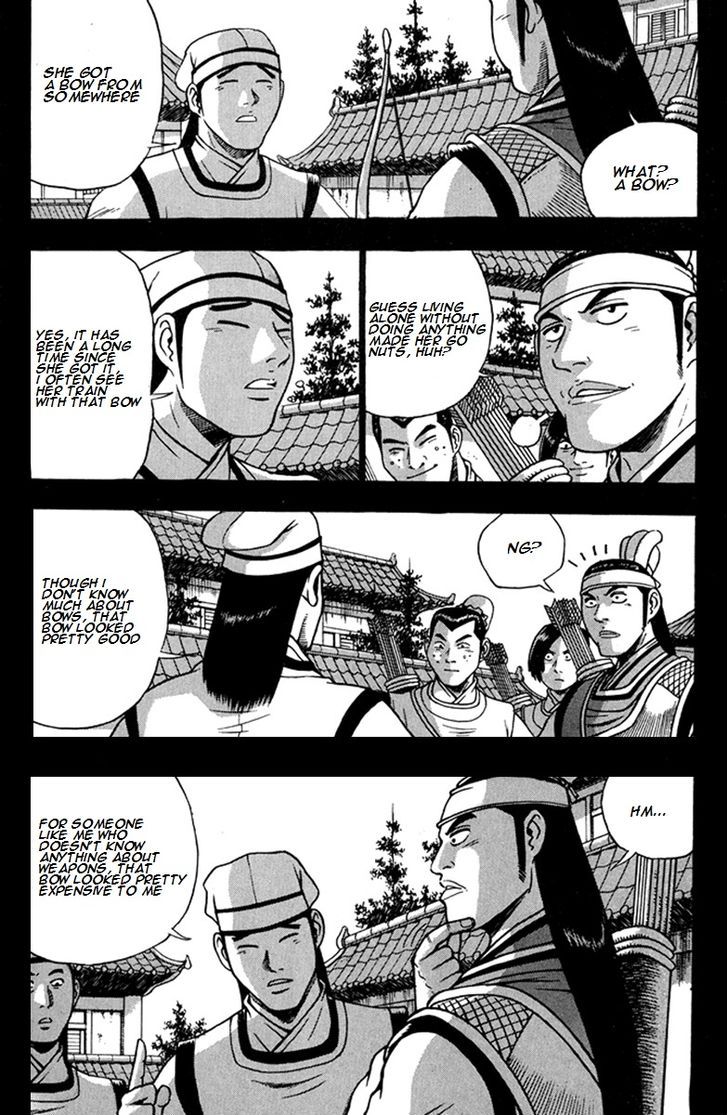 SHE GOT
A BOW FROM
SOMEWHERE
WHAT?
A BOW?
YES, IT HAS
BEEN A LONG
TIME SINCE
SHE GOT IT,
I OFTEN SEE
HER TRAIN
WITH THAT BOW
GUESS LIVING
ALONE WITHOUT
DOING ANYTHING
MADE HER GO
NUTS, HUH?
THOUGH I
DON'T KNOW
MUCH ABOUT
BOWS, THAT
BOW LOOKED
PRETTY GOOD
NG?
FOR SOMEONE
LIKE ME WHO
DOESN'T KNOW
ANYTHING ABOUT
WEAPONS, THAT
BOW LOOKED PRETTY
EXPENSIVE TO ME
HM...